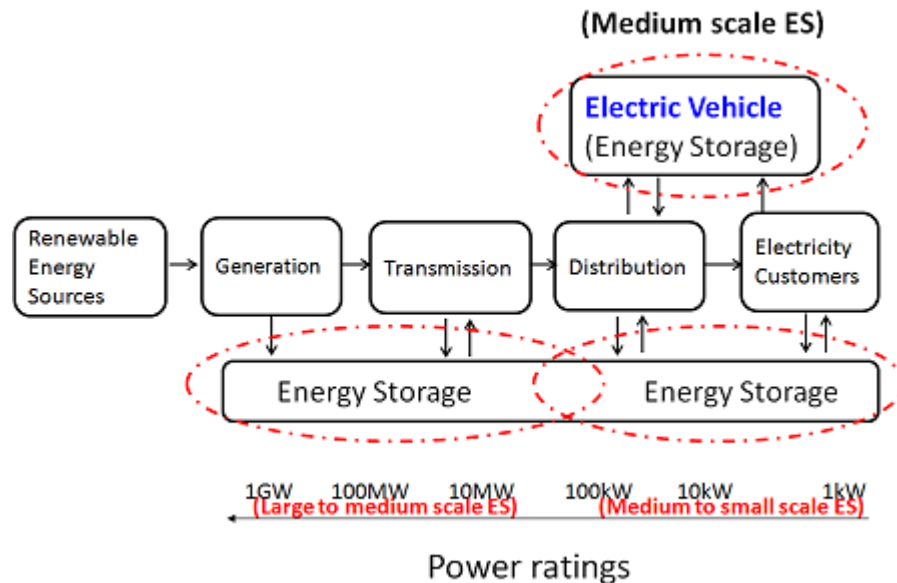 (Medium scale ES)
Electric Vehicle
(Energy Storage)
Renewable
Energy
Sources
Generation
Transmission
Distribution
Electricity
Customers
Energy Storage
Energy Storage
1GW 100MW 10MW 100kW 10kW 1kW
(Large to medium scale ES) (Medium to small scale ES)
Power ratings